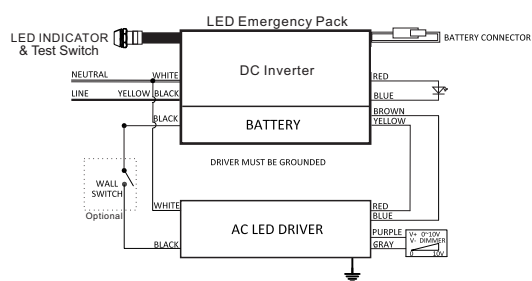 LED Emergency Pack
LED INDICATOR
& Test Switch
BATTERY CONNECTOR
DC Inverter
NEUTRAL
WHITE
RED
LINE
YELLOW BLACK
BLUE
BROWN
BLACK
BATTERY
YELLOW
DRIVER MUST BE GROUNDED
WALL
SWITCH
Optional
WHITE
RED
BLUE
AC LED DRIVER
PURPLE
V+ 0~10V
V- DIMMER
GRAY
BLACK
0 10V